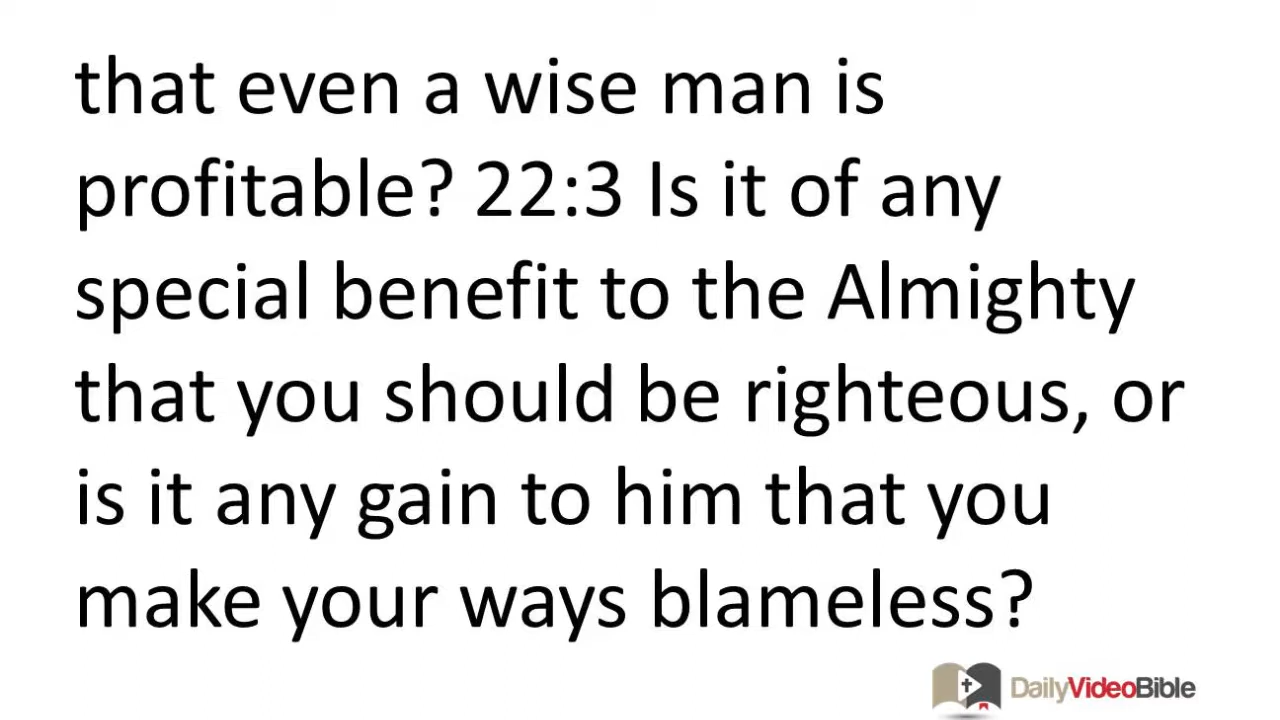 that even a wise man is
profitable? 22:3 Is it of any
special benefit to the Almighty
that you should be righteous, or
is it any gain to him that you
make your ways blameless?
DailyVideoBible